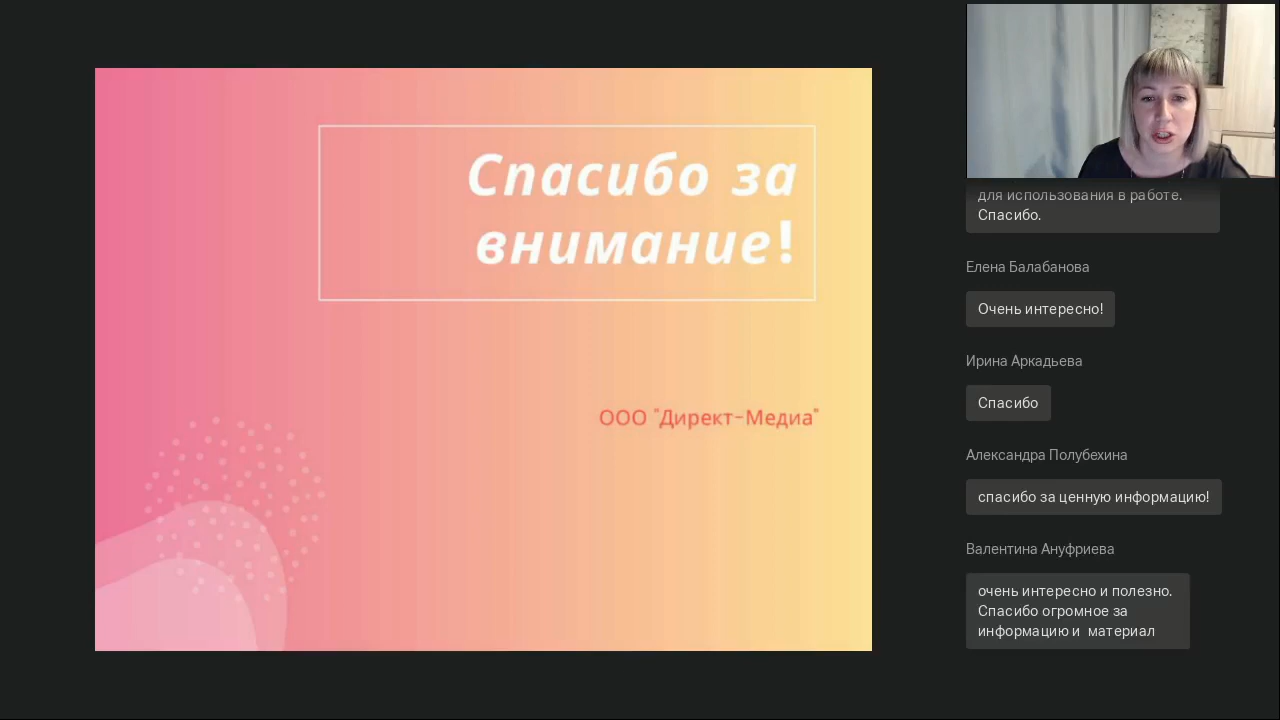 Спасибо за
внимание!
ООО "Директ-Медиа"
для использования в работе.
Спасибо.
Елена Балабанова
Очень интересно!
Ирина Аркадьева
Спасибо
Александра Полубехина
спасибо за ценную информацию!
Валентина Ануфриева
очень интересно и полезно.
Спасибо огромное за
информацию и  материал